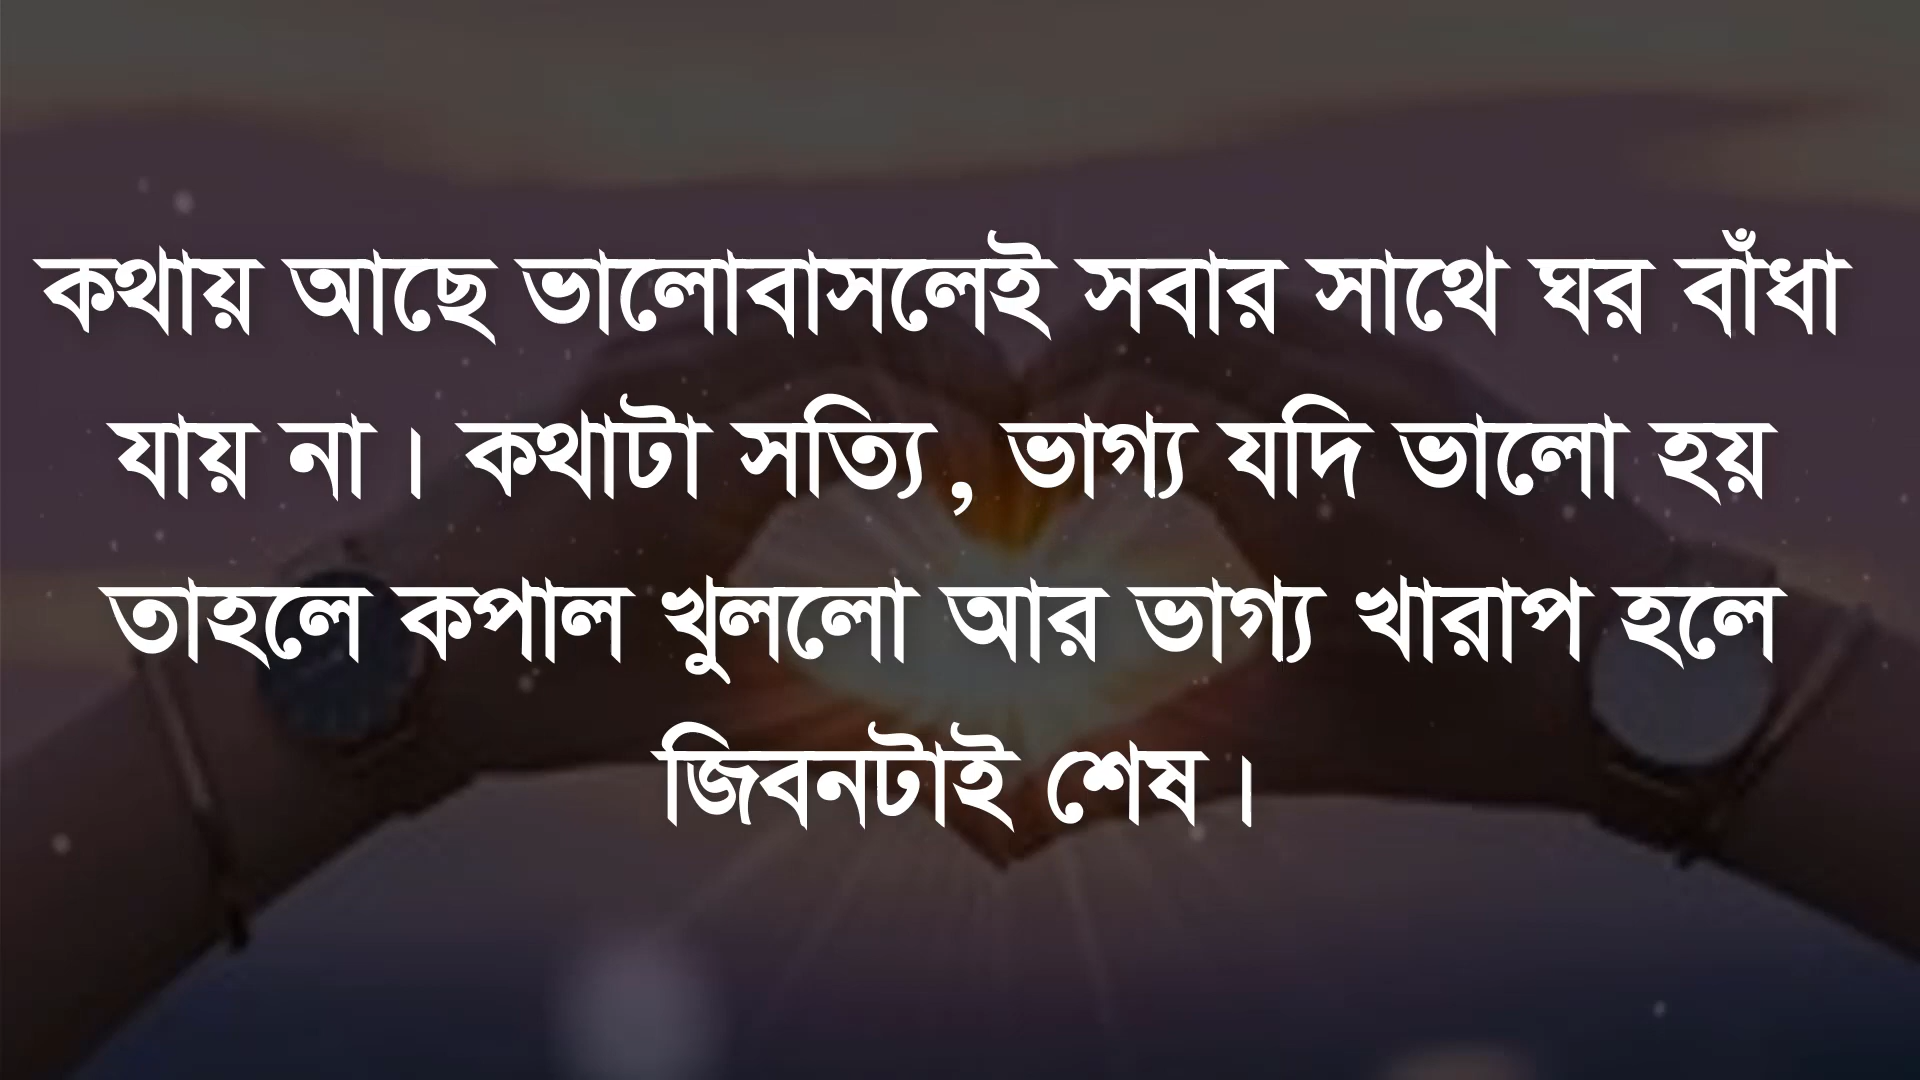 কথায় আছে ভালোবাসলেই সবার সাথে ঘর বাঁধা
যায় না। কথাটা সত্যি, ভাগ্য যদি ভালো হয়
তাহলে কপাল খুললো আর ভাগ্য খারাপ হলে
জিবনটাই শেষ।